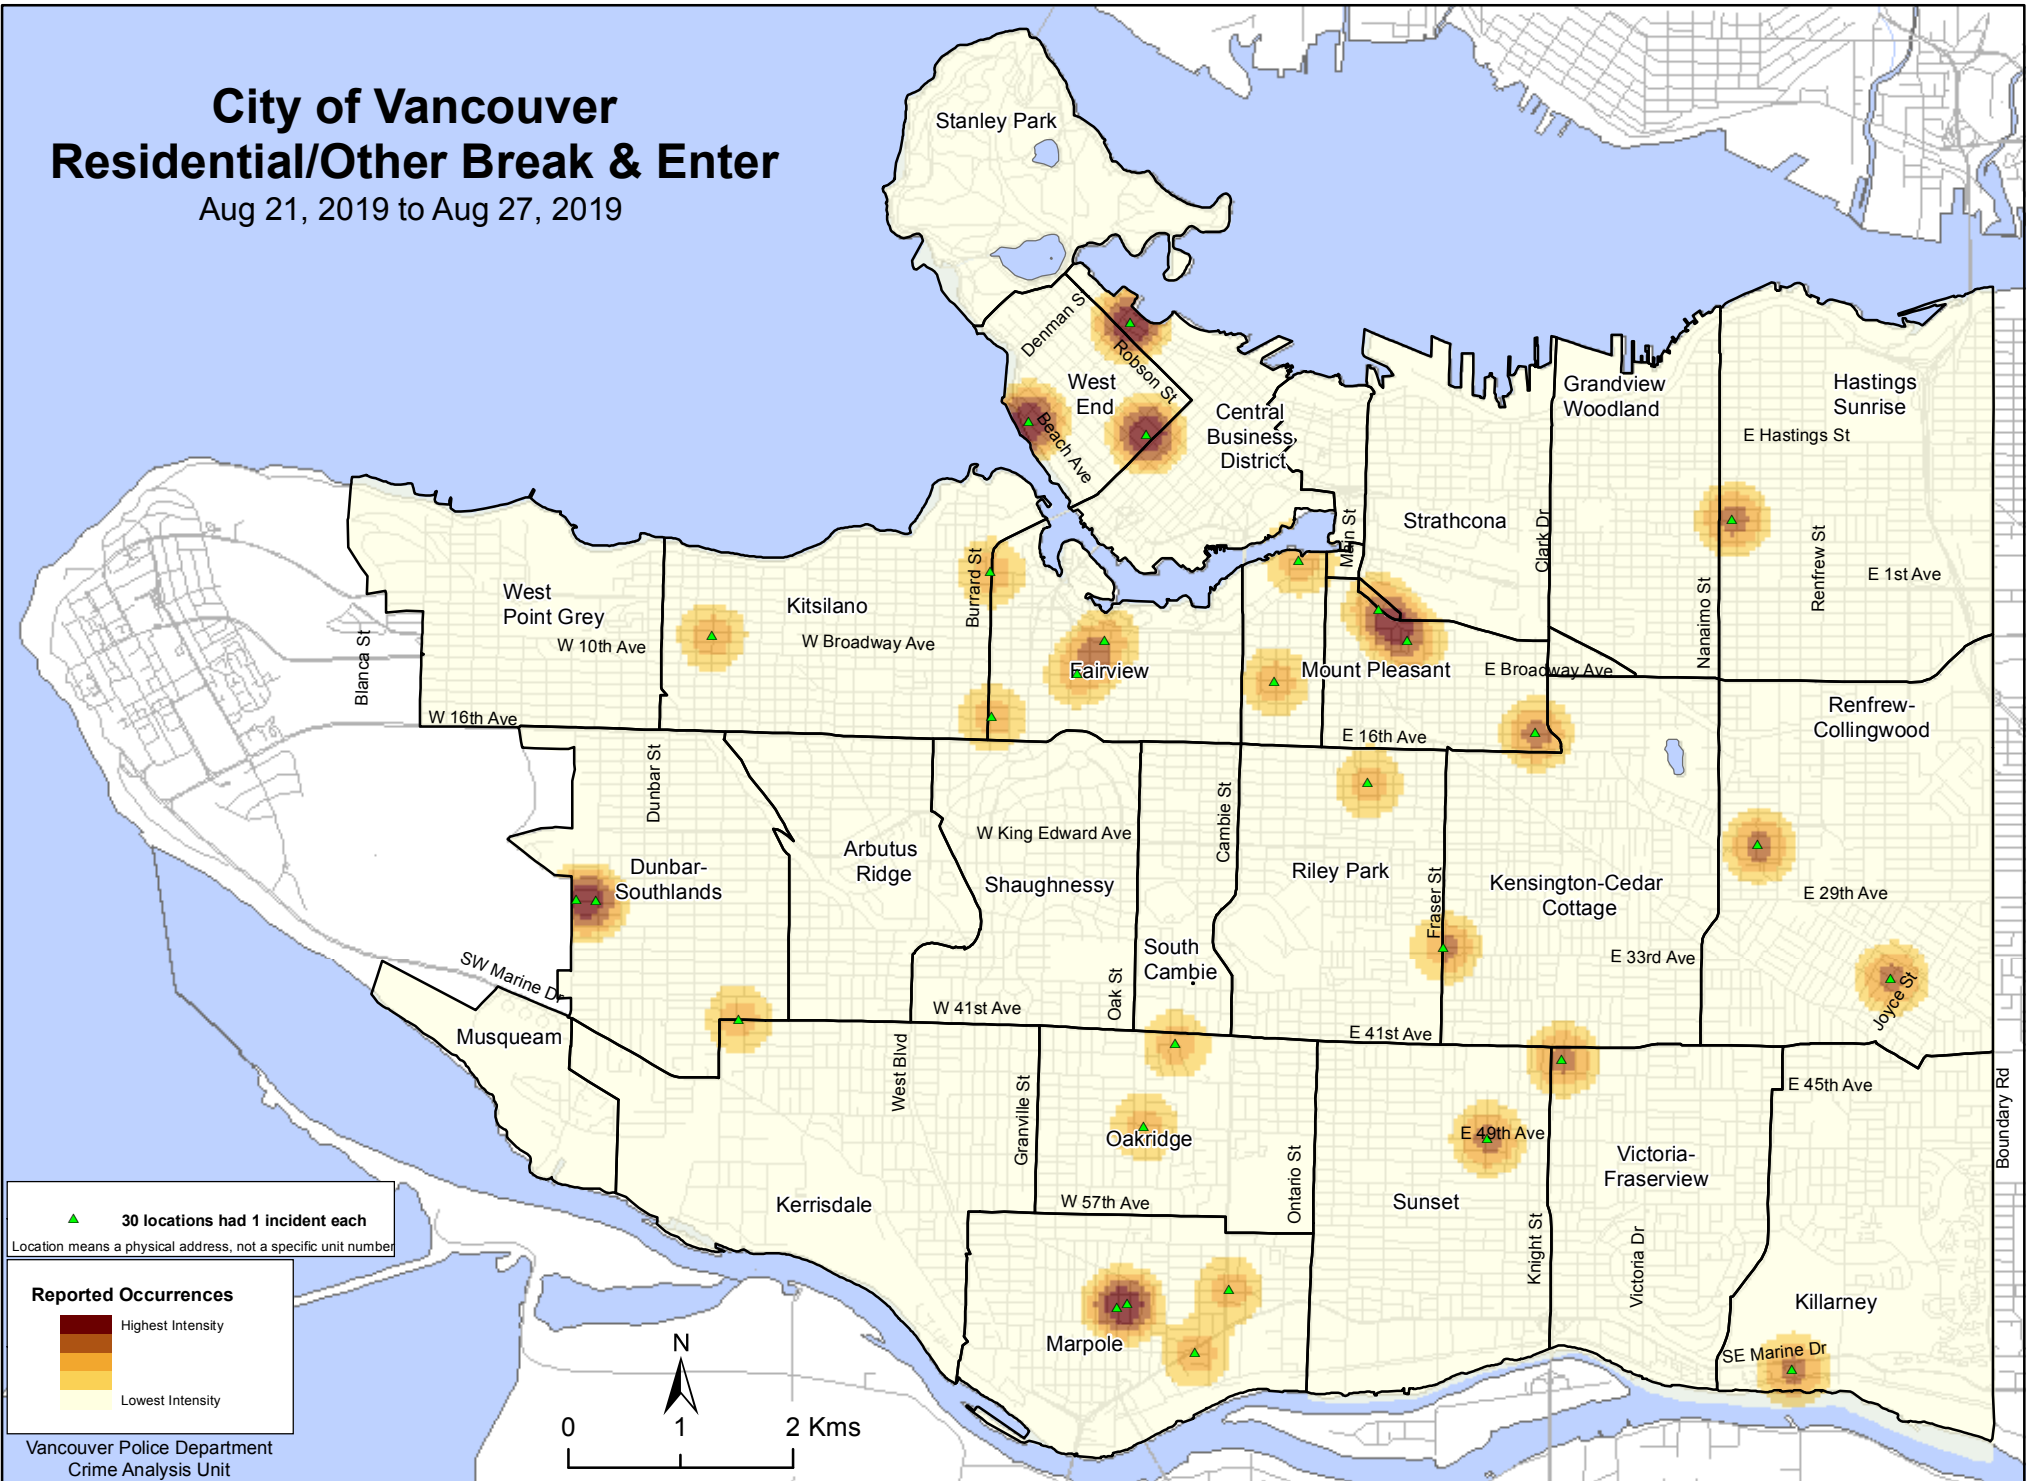 City of Vancouver
Residential/Other Break & Enter
Aug 21, 2019 to Aug 27, 2019
Stanley Park
Denman S
Robson St
West
End
Beach Ave
Central
Business
District
Main St
Strathcona
Clark Dr
Grandview
Woodland
Hastings
Sunrise
E Hastings St
Nanaimo St
Renfrew St
E 1st Ave
West
Point Grey
W 10th Ave
Blanca St
W 16th Ave
Kitsilano
W Broadway Ave
Burrard St
Fairview
Mount Pleasant
E Broadway Ave
E 16th Ave
Renfrew-
Collingwood
Dunbar St
Dunbar-
Southlands
Arbutus
Ridge
W King Edward Ave
Shaughnessy
Cambie St
Riley Park
Fraser St
Kensington-Cedar
Cottage
E 29th Ave
E 33rd Ave
South
Cambie
Oak St
Joyce St
SW Marine Dr
Musqueam
W 41st Ave
E 41st Ave
West Blvd
Granville St
Oakridge
Ontario St
E 49th Ave
E 45th Ave
Boundary Rd
Victoria-
Fraserview
Kerrisdale
W 57th Ave
Sunset
Knight St
Victoria Dr
Killarney
SE Marine Dr
Marpole
30 locations had 1 incident each
Location means a physical address, not a specific unit number
Reported Occurrences
Highest Intensity
Lowest Intensity
Vancouver Police Department
Crime Analysis Unit
N
0 1 2 Kms